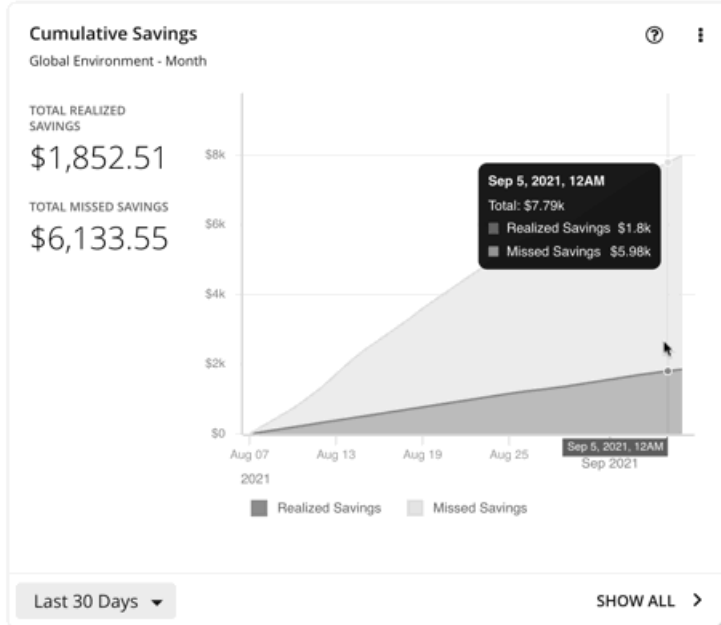 Cumulative Savings
Global Environment - Month
TOTAL REALIZED
SAVINGS
$1,852.51
TOTAL MISSED SAVINGS
$6,133.55
$8k
$6k
$4k
$2k
$0
Sep 5, 2021, 12AM
Total: $7.79k
Realized Savings $1.8k
Missed Savings $5.98k
Aug 07
Aug 13
Aug 19
Aug 25
Sep 5, 2021, 12AM
2021
Sep 2021
Realized Savings
Missed Savings
Last 30 Days
SHOW ALL